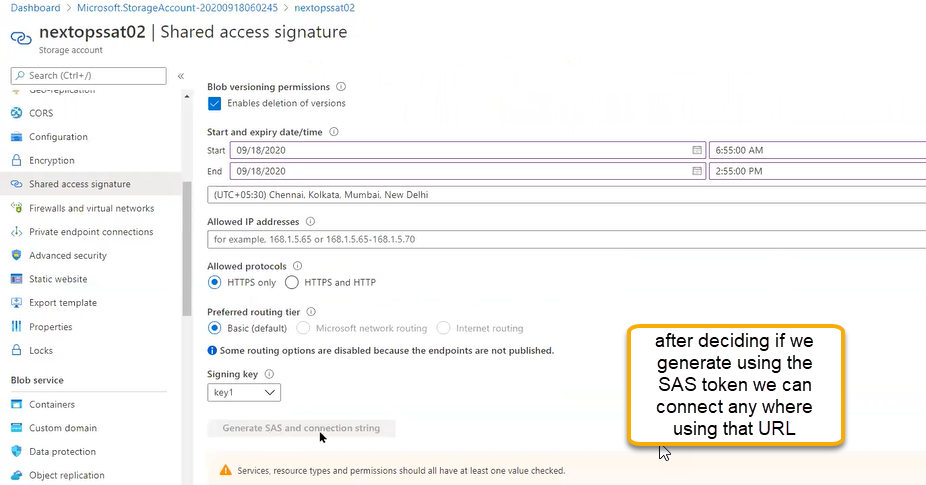 Dashboard > Microsoft.StorageAccount-20200918060245 > nextopssat02
nextopssat02 | Shared access signature
Storage account
Search (Ctrl+/)
«
Geo-replication
CORS
Configuration
Encryption
Shared access signature
Firewalls and virtual networks
Private endpoint connections
Advanced security
Static website
Export template
Properties
Locks
Blob service
Containers
Custom domain
Data protection
Object replication
Blob versioning permissions
Enables deletion of versions
Start and expiry date/time
Start 09/18/2020 6:55:00 AM
End 09/18/2020 2:55:00 PM
(UTC+05:30) Chennai, Kolkata, Mumbai, New Delhi
Allowed IP addresses
for example, 168.1.5.65 or 168.1.5.65-168.1.5.70
Allowed protocols
HTTPS only HTTPS and HTTP
Preferred routing tier
Basic (default) Microsoft network routing Internet routing
Some routing options are disabled because the endpoints are not published.
Signing key
key1
Generate SAS and connection string
Services, resource types and permissions should all have at least one value checked.
after deciding if we
generate using the
SAS token we can
connect any where
using that URL